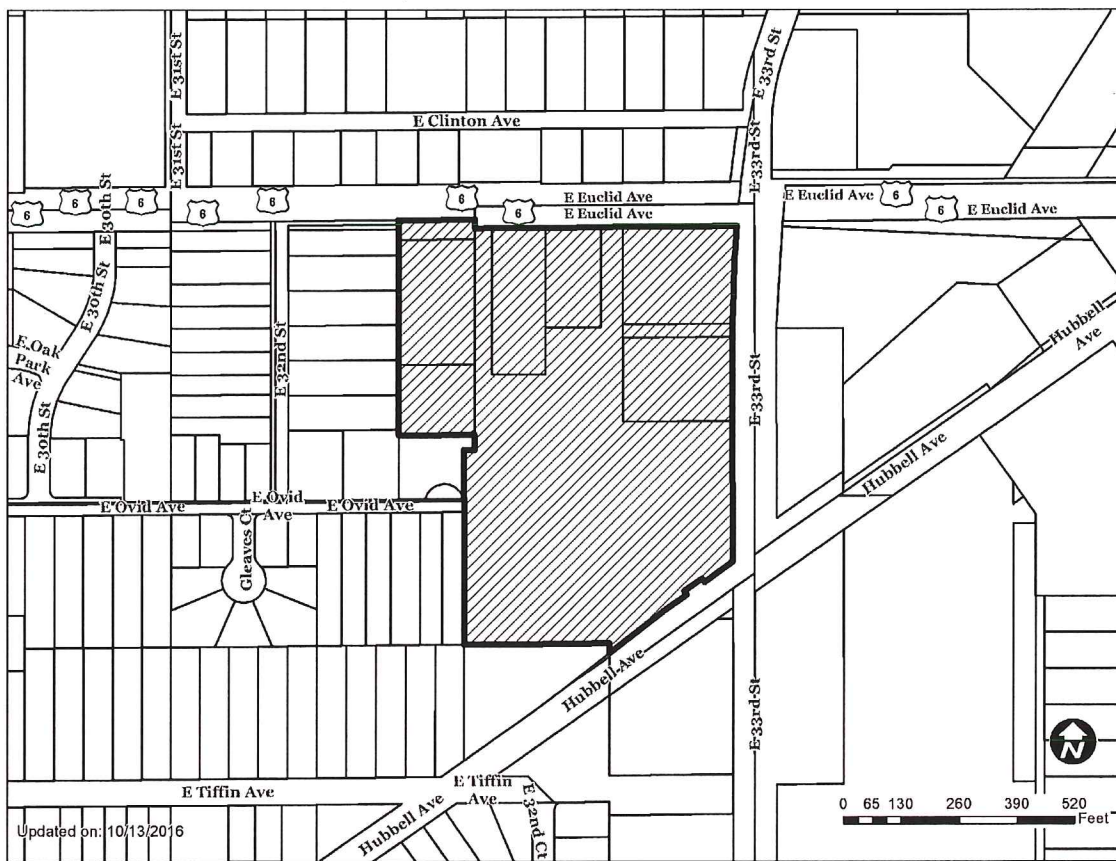 E 31st St
E 33rd St
E Clinton Ave
E 31st St
E 33rd St
E 30th St
6
6
6
6
6
6
6
6
E Euclid Ave
E Euclid Ave
E Euclid Ave
E Euclid Ave
E 30th St
E Oak
Park
Ave
E 30th St
E 32nd St
E 33rd St
Hubbell
Ave
Hubbell Ave
E Ovid Ave
E Ovid
Ave
E Ovid Ave
Gleaves Ct
Hubbell Ave
E 33rd St
E Tiffin Ave
E Tiffin
Ave
E 32nd Ct
Hubbell Ave
N
0 65 130 260 390 520
Feet
Updated on: 10/13/2016